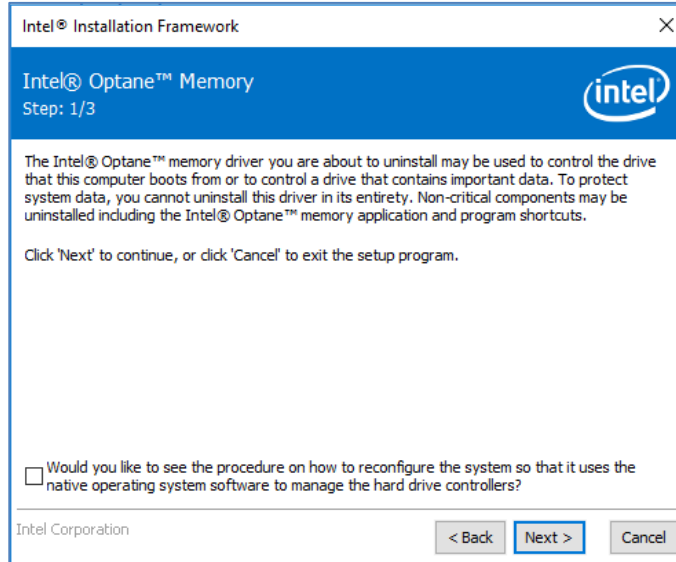 Intel® Installation Framework
Intel® Optane™ Memory
Step: 1/3
intel
The Intel® Optane™ memory driver you are about to uninstall may be used to control the drive
that this computer boots from or to control a drive that contains important data. To protect
system data, you cannot uninstall this driver in its entirety. Non-critical components may be
uninstalled including the Intel® Optane™ memory application and program shortcuts.
Click 'Next' to continue, or click 'Cancel' to exit the setup program.
Would you like to see the procedure on how to reconfigure the system so that it uses the
native operating system software to manage the hard drive controllers?
Intel Corporation
< Back Next > Cancel